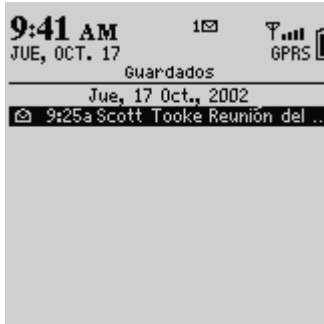 9:41 AM 1
JUE, OCT. 17 GPRS
Guardados
Jue, 17 Oct., 2002
9:25a Scott Tooke Reunión del ...